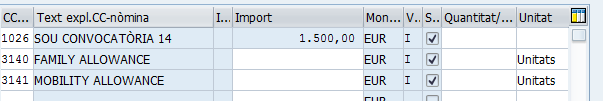 CC... Text expl.CC-nòmina I... Import Mon... V. S.. Quantitat/... Unitat
1026 SOU CONVOCATÒRIA 14 1.500,00 EUR I
3140 FAMILY ALLOWANCE EUR I Unitats
3141 MOBILITY ALLOWANCE EUR I Unitats
EUR